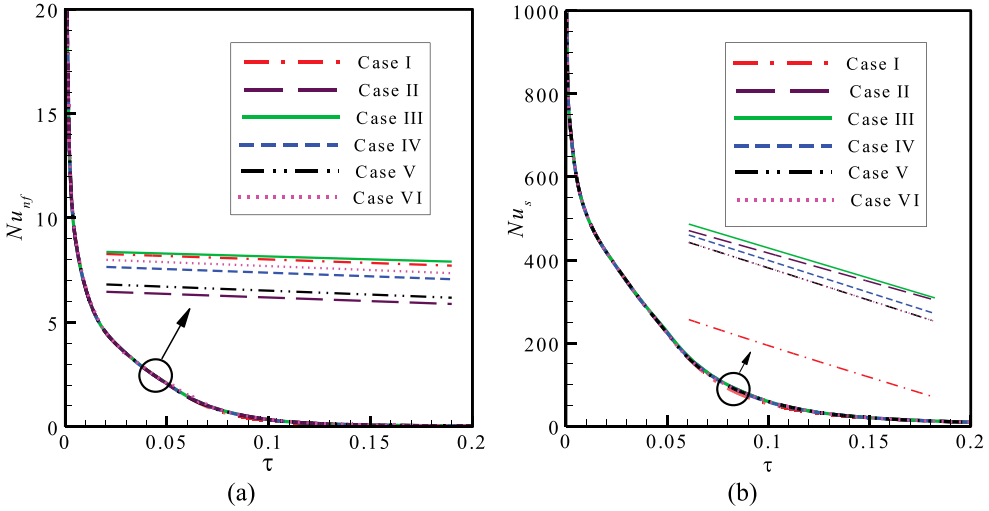 20
15
10
5
0
0
0.05
0.1
0.15
0.2
Nu_nf
τ
Case I
Case II
Case III
Case IV
Case V
Case VI
(a)
1000
800
600
400
200
0
0
0.05
0.1
0.15
0.2
Nu_s
τ
Case I
Case II
Case III
Case IV
Case V
Case VI
(b)